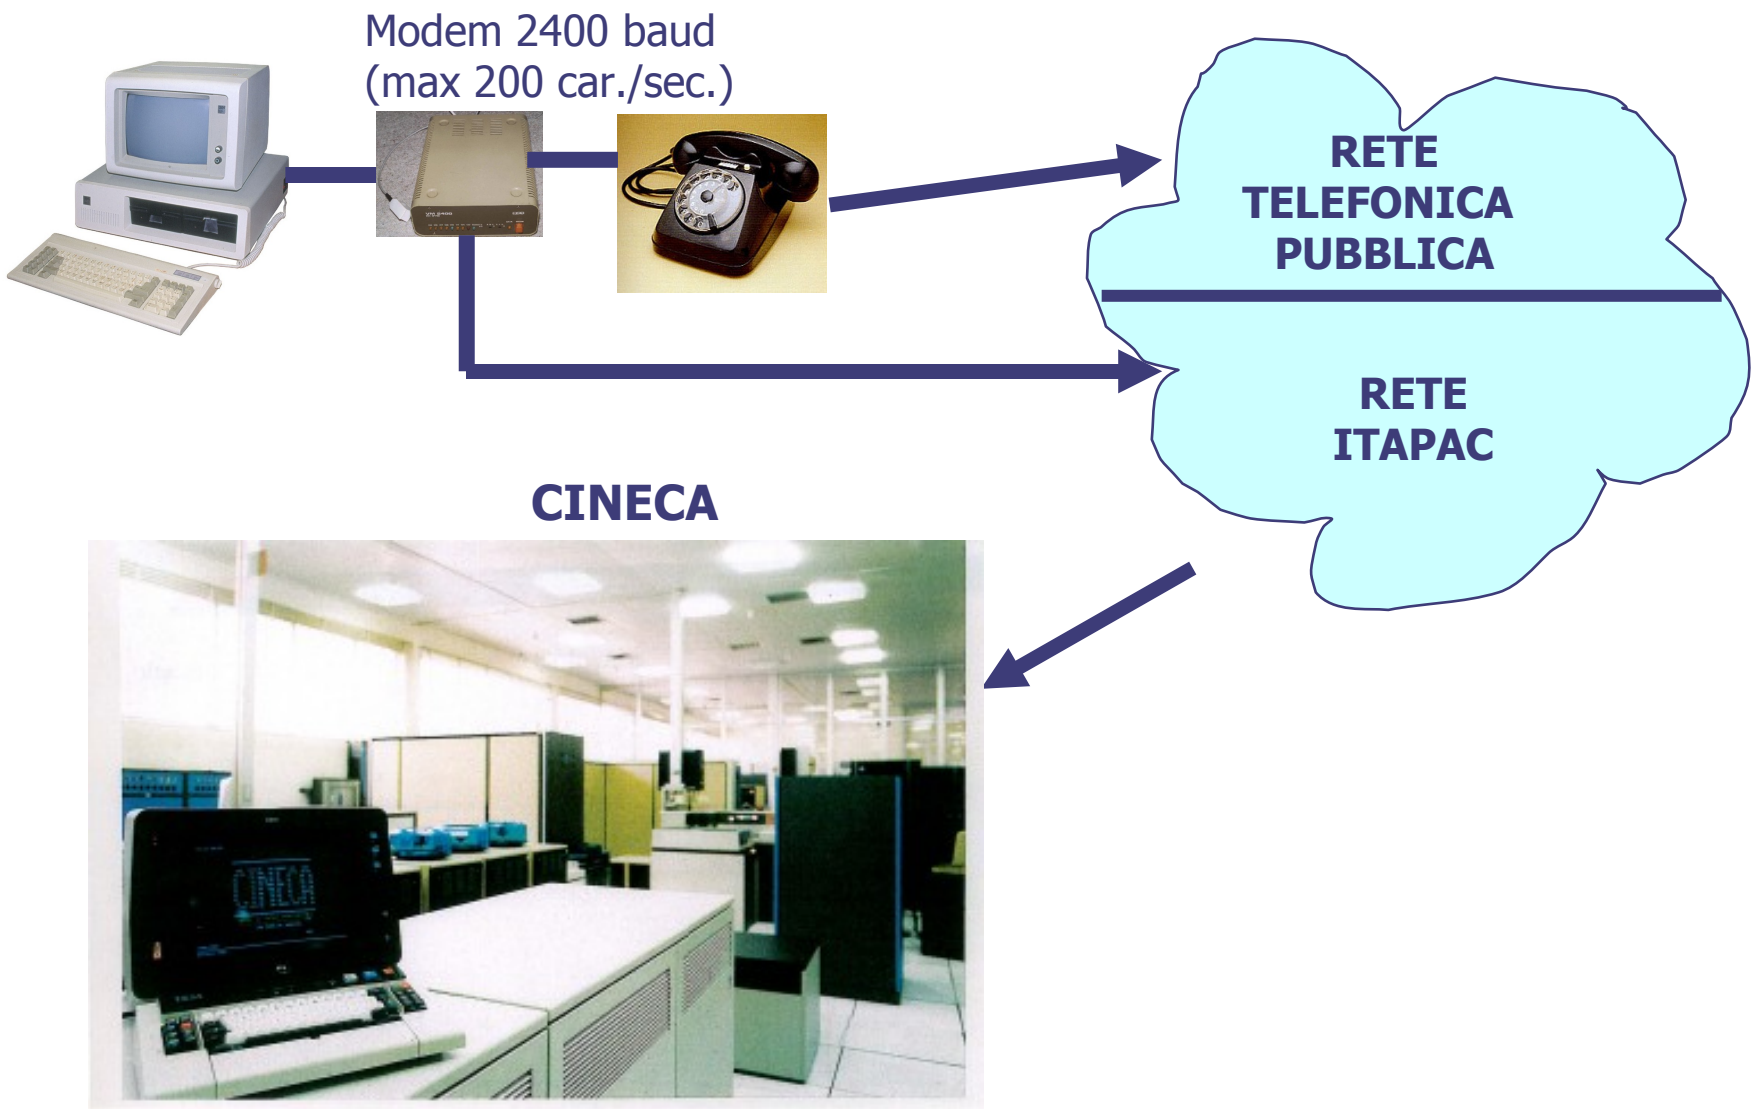 Modem 2400 baud
(max 200 car./sec.)
RETE
TELEFONICA
PUBBLICA
RETE
ITAPAC
CINECA
CINECA